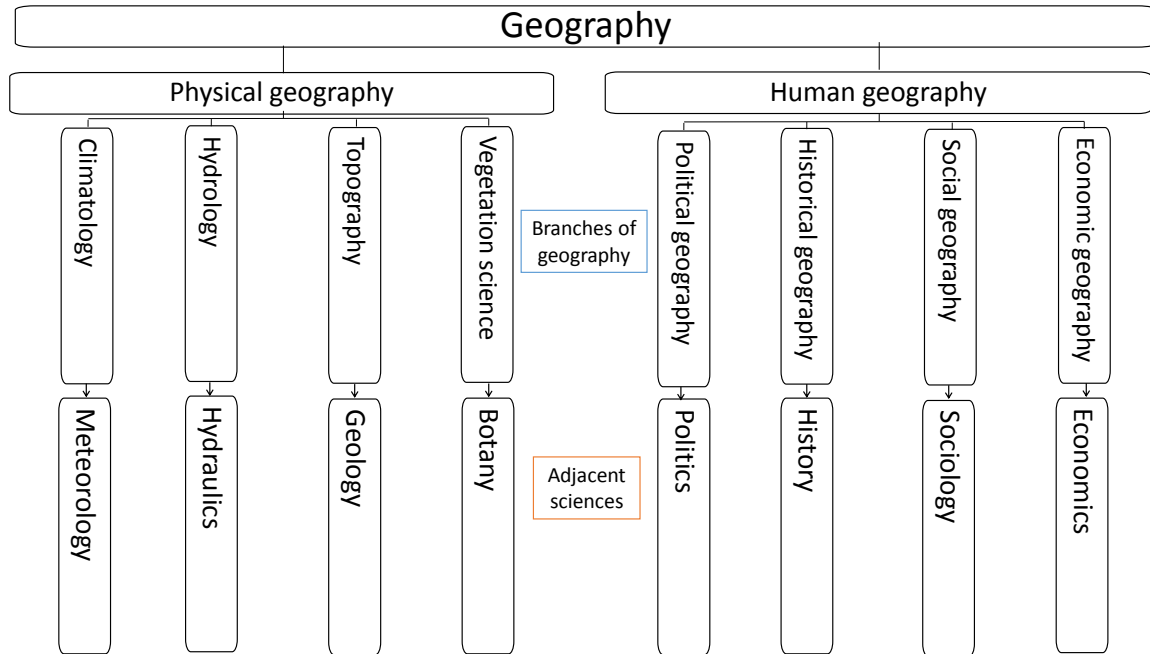 Geography
Physical geography
Human geography
Climatology
Hydrology
Topography
Vegetation science
Branches of
geography
Political geography
Historical geography
Social geography
Economic geography
Meteorology
Hydraulics
Geology
Botany
Adjacent
sciences
Politics
History
Sociology
Economics